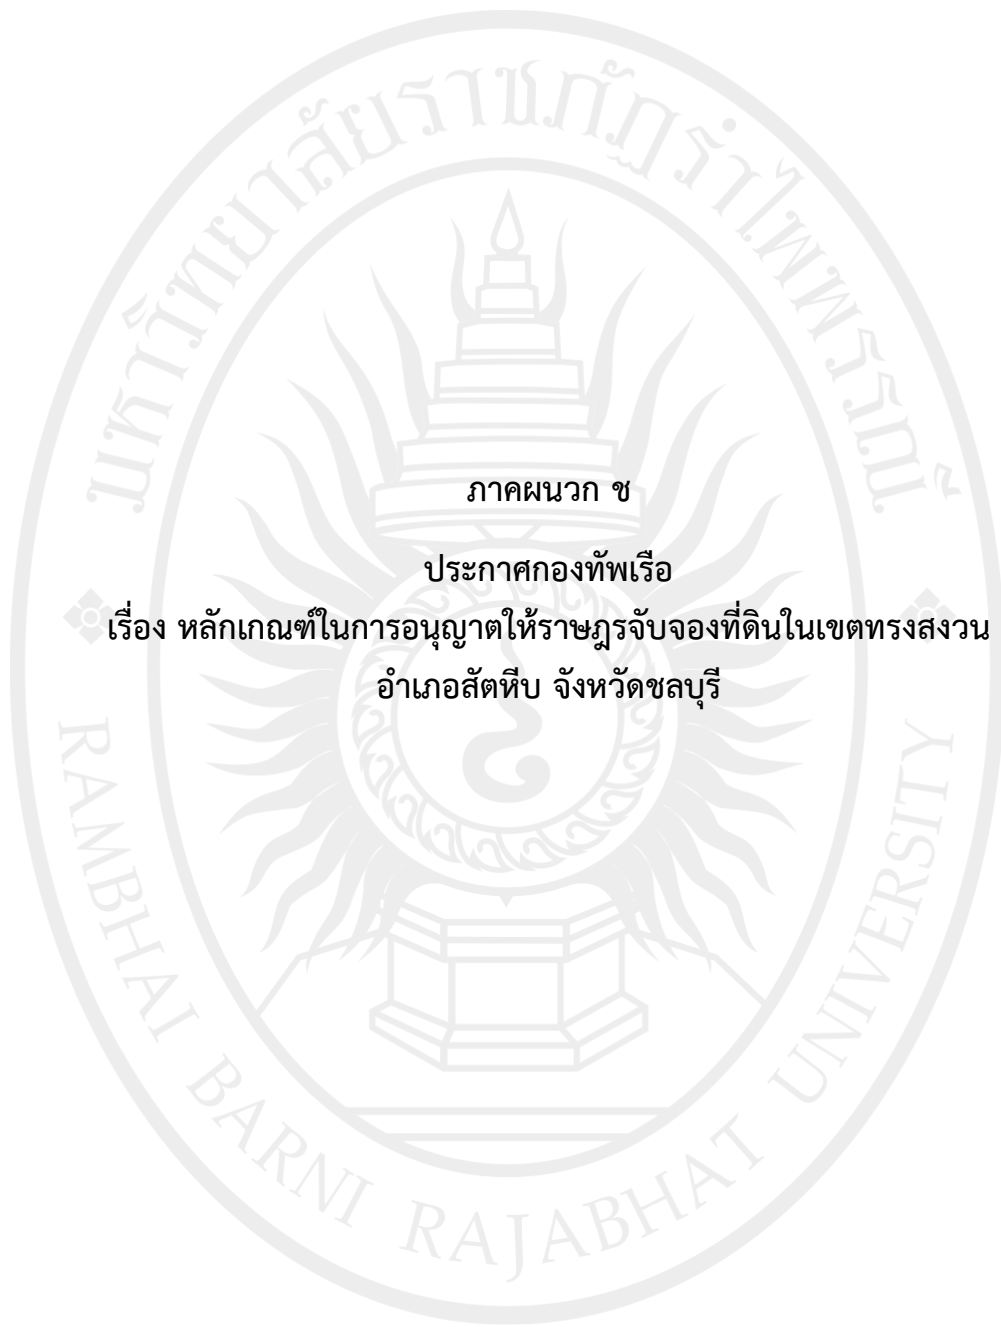 มหาวิทยาลัยราชภัฏรำไพพรรณี
ภาคผนวก ช
ประกาศกองทัพเรือ
เรื่อง หลักเกณฑ์ในการอนุญาตให้ราษฎรจับจองที่ดินในเขตทรงสงวน
อำเภอสัตหีบ จังหวัดชลบุรี
RAMBHAI BARNI RAJABHAT UNIVERSITY